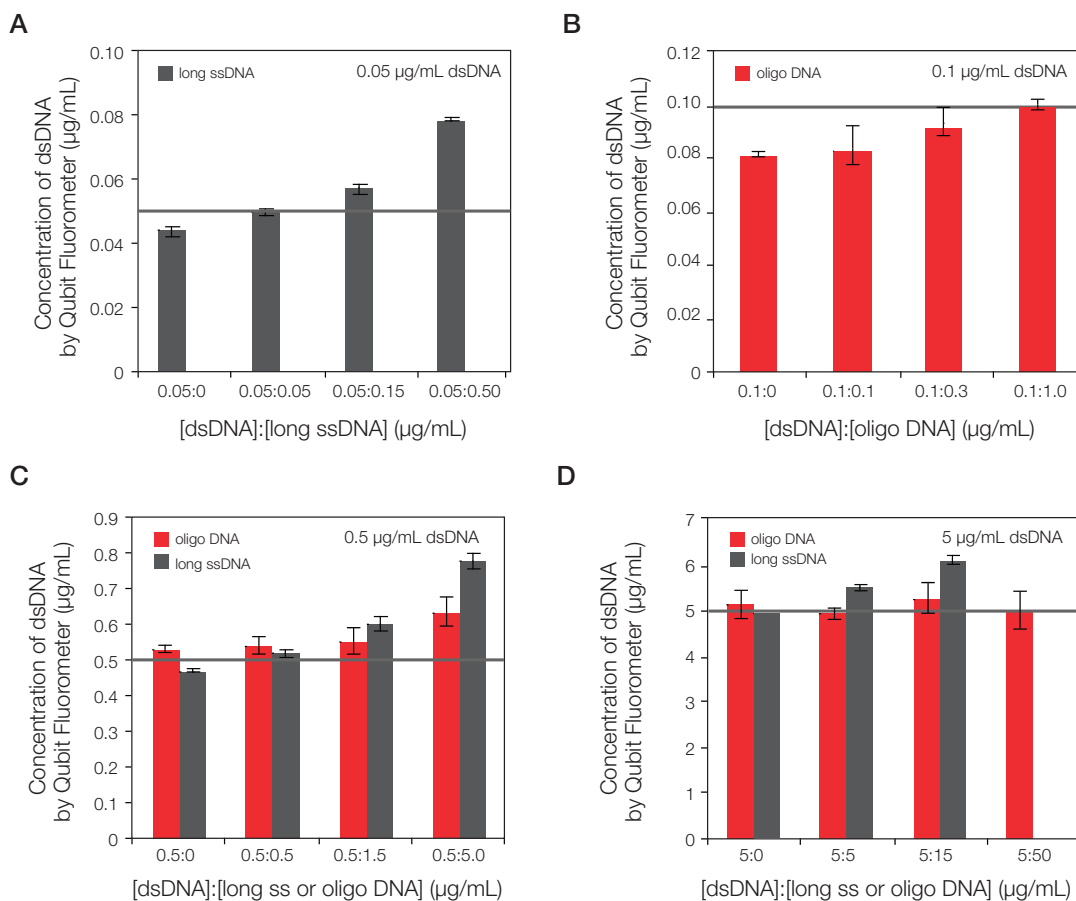 A
Concentration of dsDNA
by Qubit Fluorometer (µg/mL)
0.10
0.08
0.06
0.04
0.02
0
long ssDNA
0.05 µg/mL dsDNA
0.05:0
0.05:0.05
0.05:0.15
0.05:0.50
[dsDNA]:[long ssDNA] (µg/mL)
B
Concentration of dsDNA
by Qubit Fluorometer (µg/mL)
0.12
0.10
0.08
0.06
0.04
0.02
0
oligo DNA
0.1 µg/mL dsDNA
0.1:0
0.1:0.1
0.1:0.3
0.1:1.0
[dsDNA]:[oligo DNA] (µg/mL)
C
Concentration of dsDNA
by Qubit Fluorometer (µg/mL)
0.9
0.8
0.7
0.6
0.5
0.4
0.3
0.2
0.1
0
oligo DNA
long ssDNA
0.5 µg/mL dsDNA
0.5:0
0.5:0.5
0.5:1.5
0.5:5.0
[dsDNA]:[long ss or oligo DNA] (µg/mL)
D
Concentration of dsDNA
by Qubit Fluorometer (µg/mL)
7
6
5
4
3
2
1
0
oligo DNA
long ssDNA
5 µg/mL dsDNA
5:0
5:5
5:15
5:50
[dsDNA]:[long ss or oligo DNA] (µg/mL)